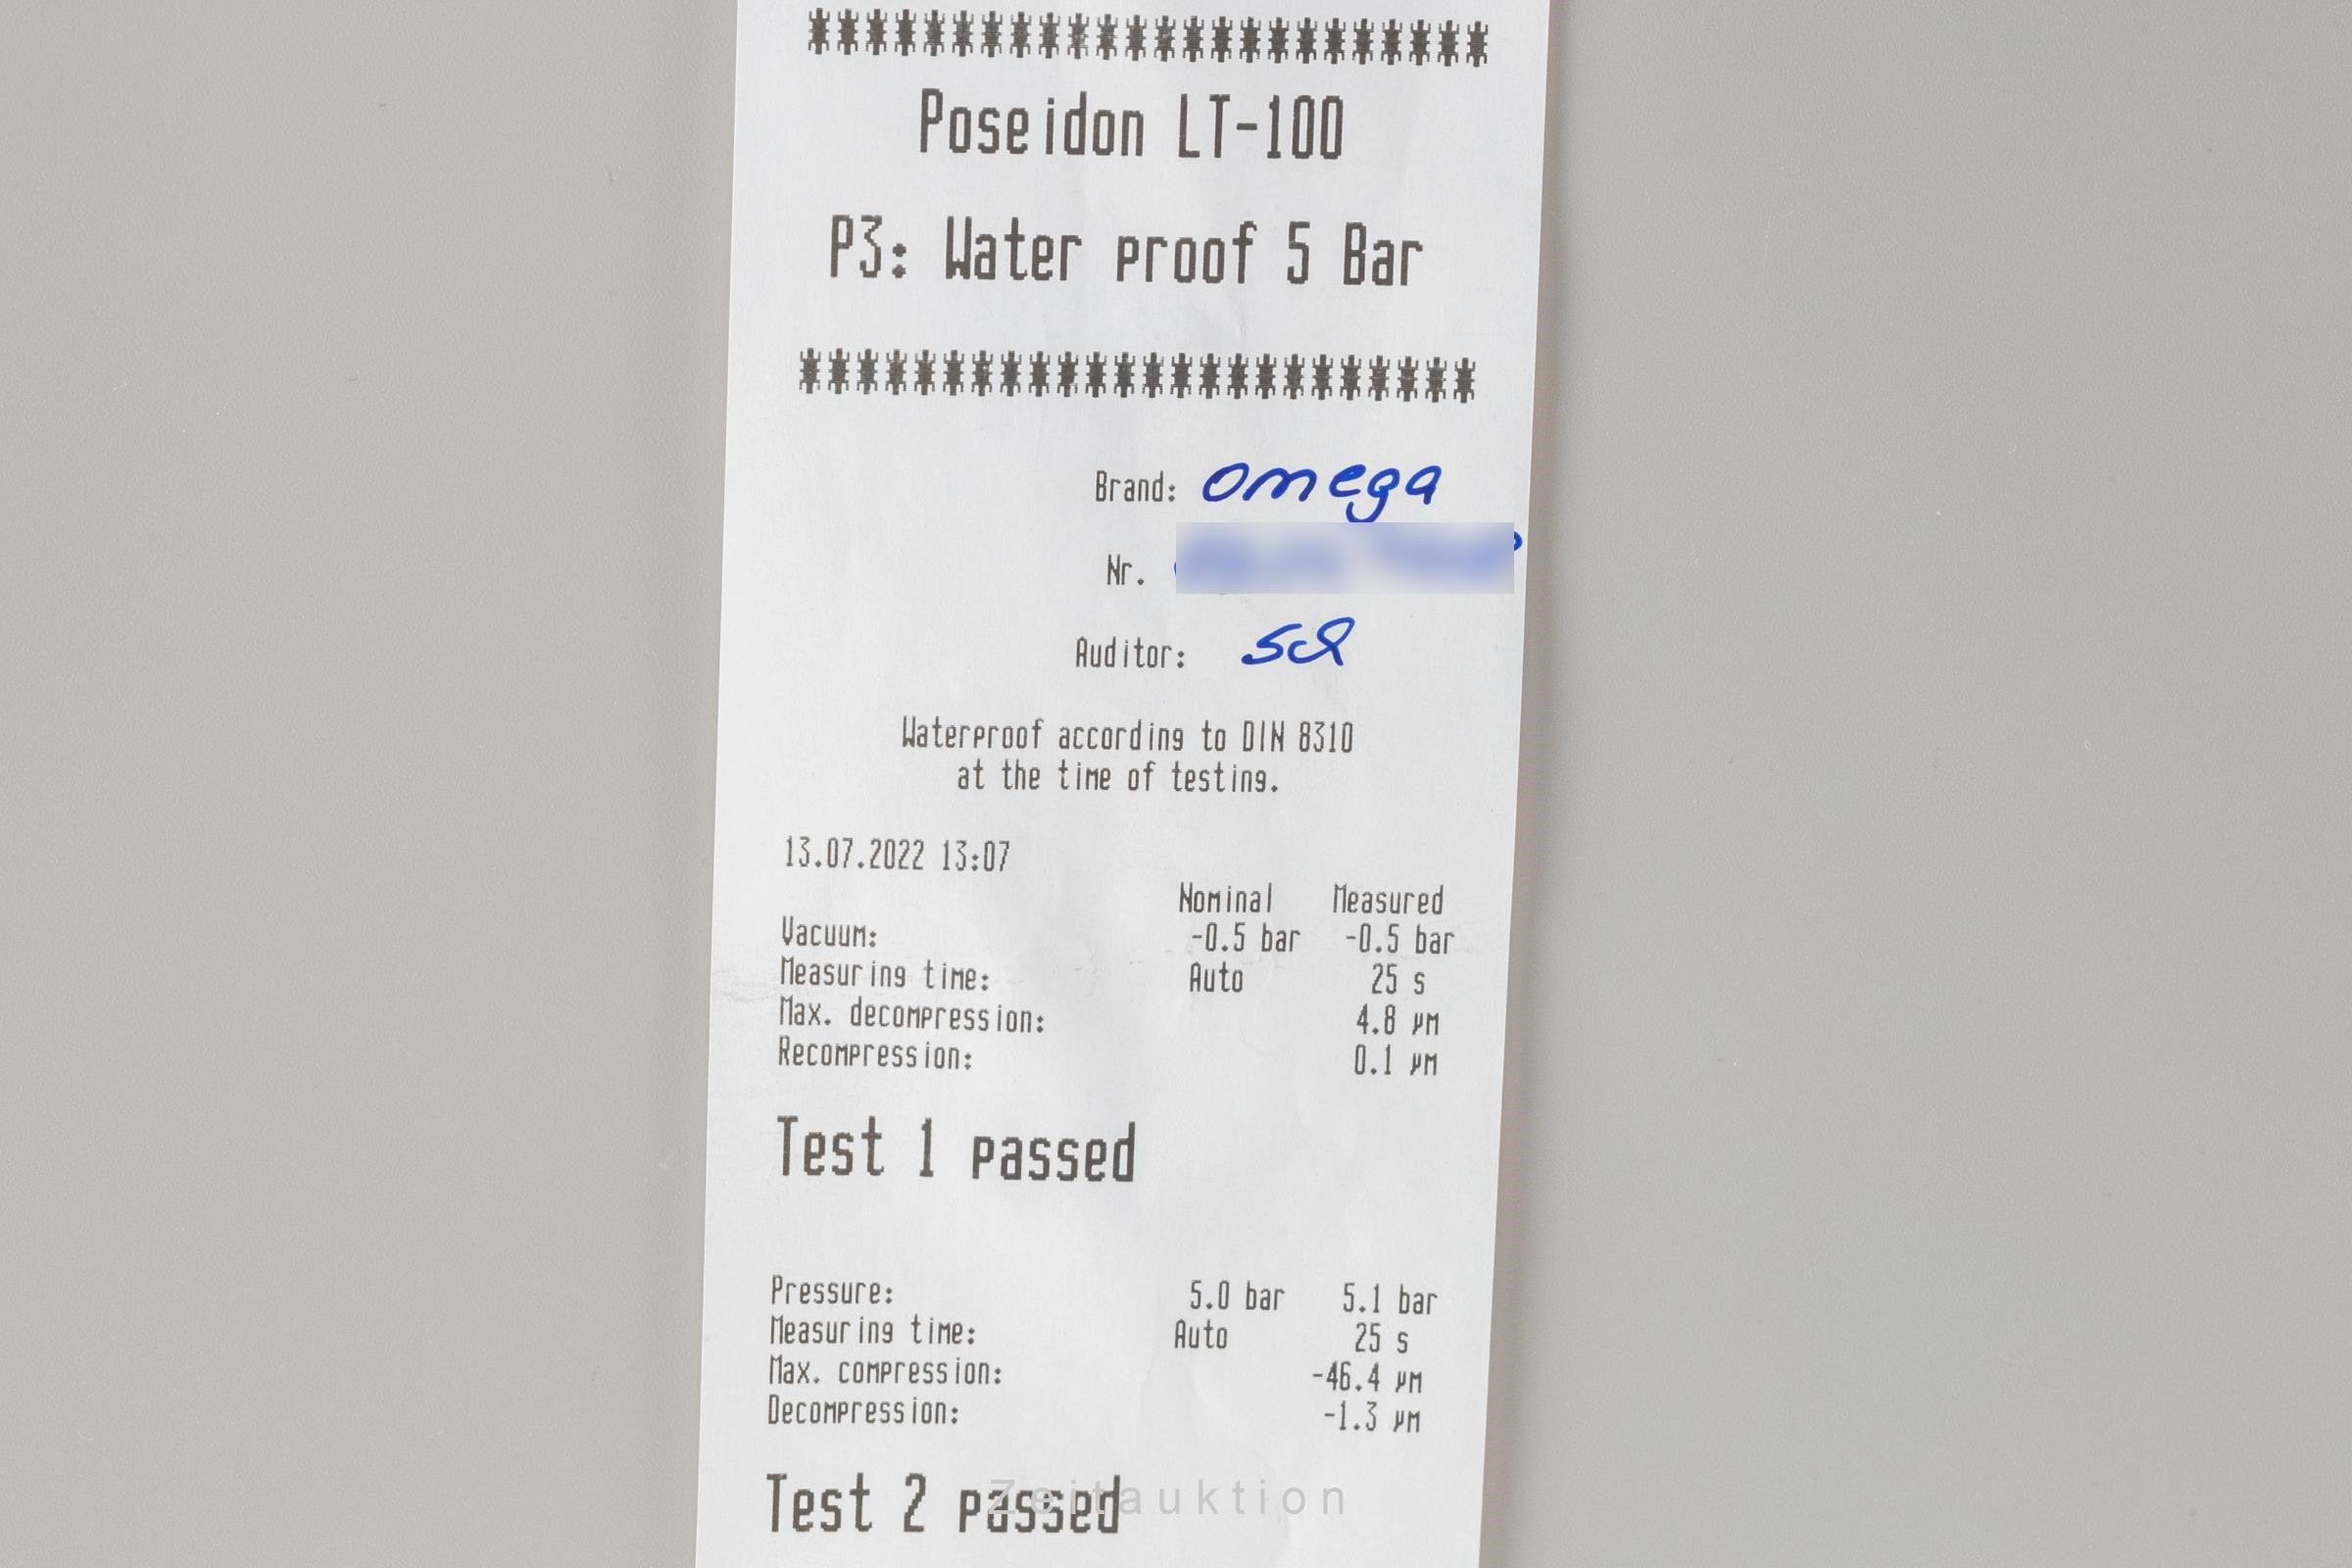 ************************
Poseidon LT-100
P3: Water proof 5 Bar
************************
Brand: omega
Nr.
Auditor:
Waterproof according to DIN 8310
at the time of testing.
13.07.2022 13:07
Nominal Measured
Vacuum: -0.5 bar -0.5 bar
Measuring time: Auto 25 s
Max. decompression: 4.8 µm
Recompression: 0.1 µm
Test 1 passed
Pressure: 5.0 bar 5.1 bar
Measuring time: Auto 25 s
Max. compression: -46.4 µm
Decompression: -1.3 µm
Test 2 passed
Zeitauktion